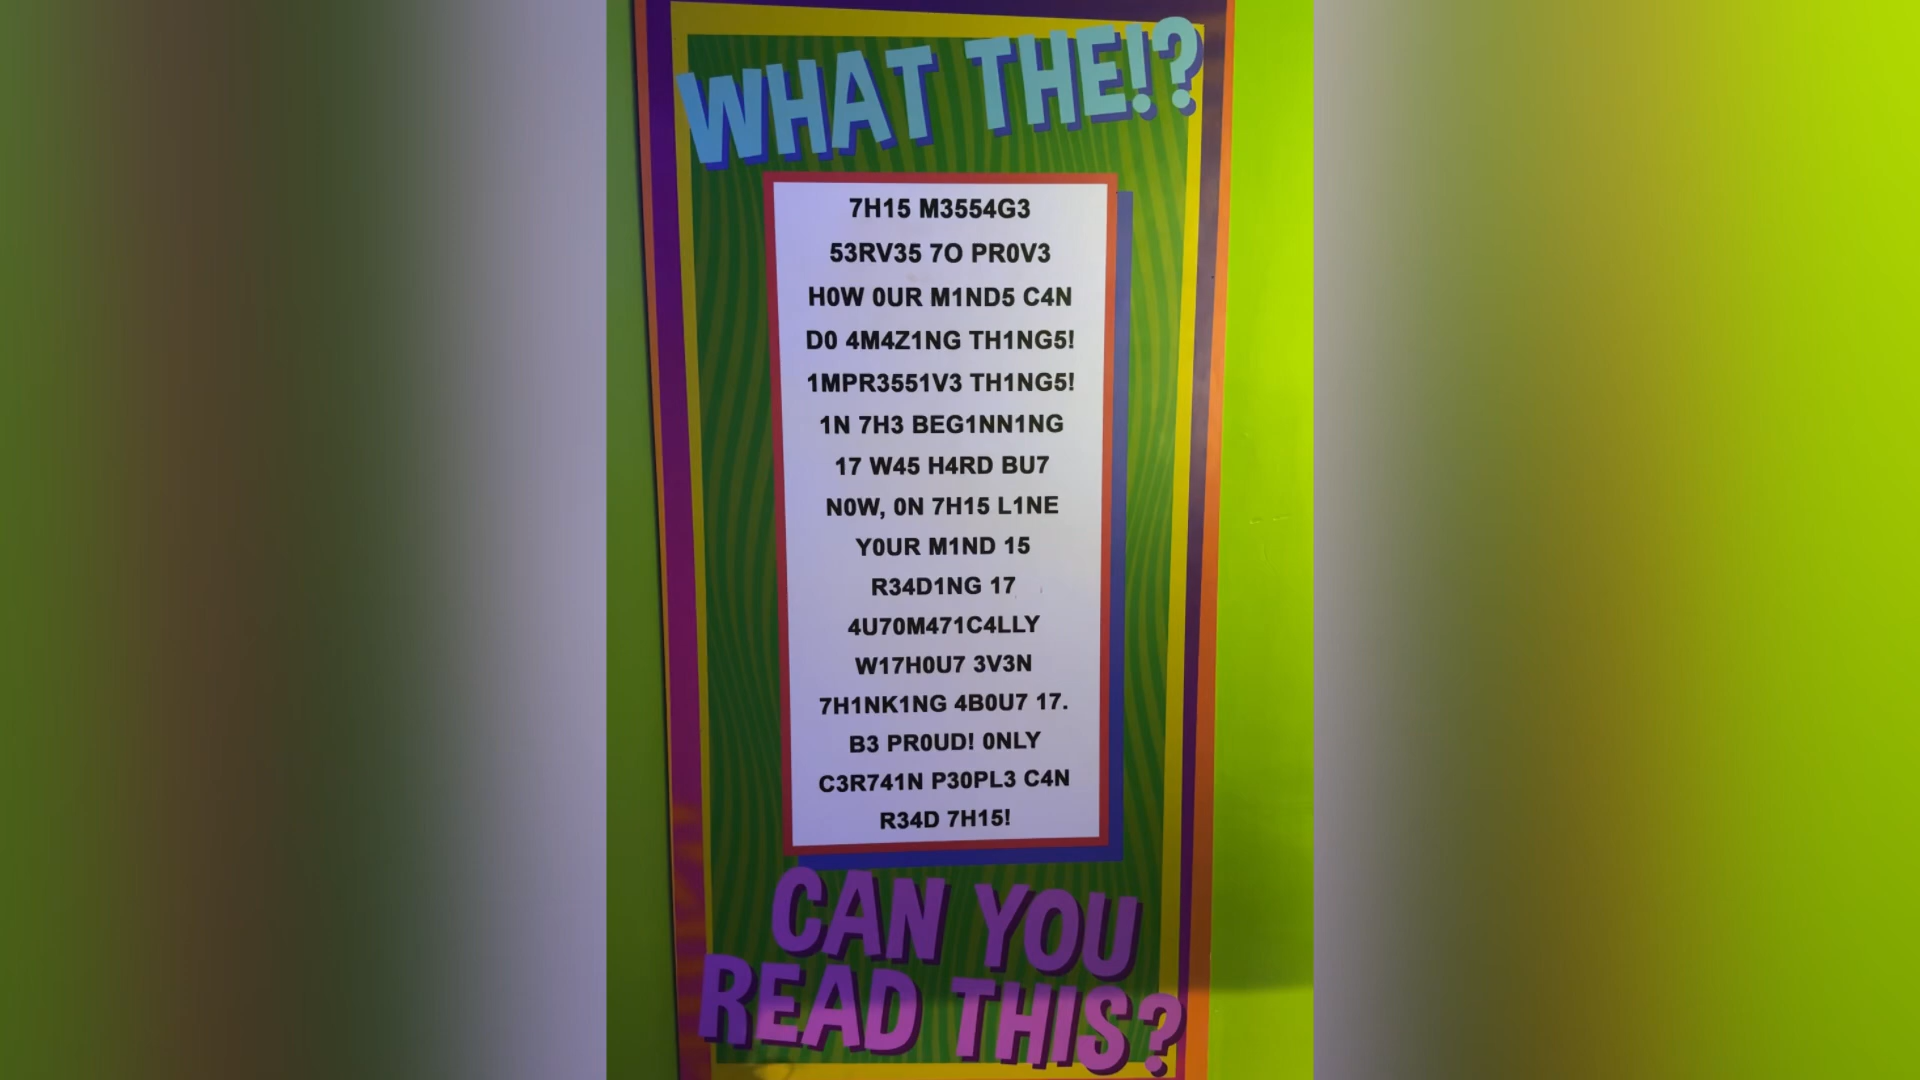 WHAT THE!?
7H15 M3554G3
53RV35 7O PR0V3
H0W 0UR M1ND5 C4N
D0 4M4Z1NG TH1NG5!
1MPR3551V3 TH1NG5!
1N 7H3 BEG1NN1NG
17 W45 H4RD BU7
N0W, 0N 7H15 L1NE
Y0UR M1ND 15
R34D1NG 17
4U70M471C4LLY
W17H0U7 3V3N
7H1NK1NG 4B0U7 17.
B3 PR0UD! 0NLY
C3R741N P30PL3 C4N
R34D 7H15!
CAN YOU
READ THIS?